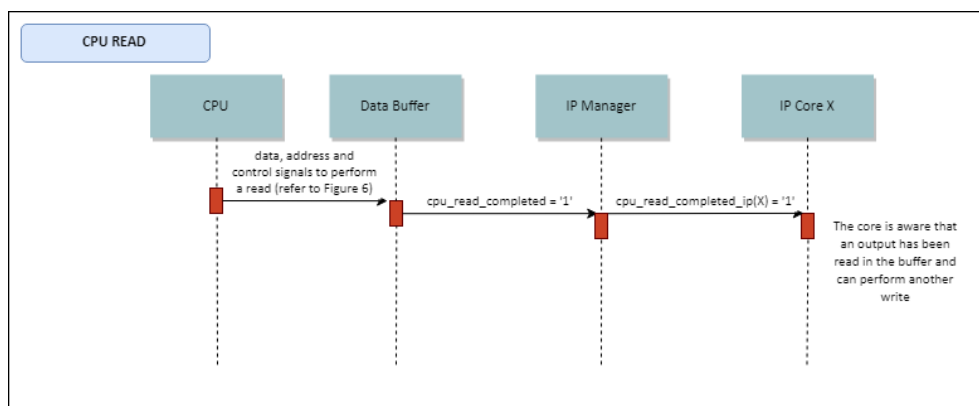 CPU READ
CPU
Data Buffer
IP Manager
IP Core X
data, address and
control signals to perform
a read (refer to Figure 6)
cpu_read_completed = '1'
cpu_read_completed_ip(X) = '1'
The core is aware that
an output has been
read in the buffer and
can perform another
write